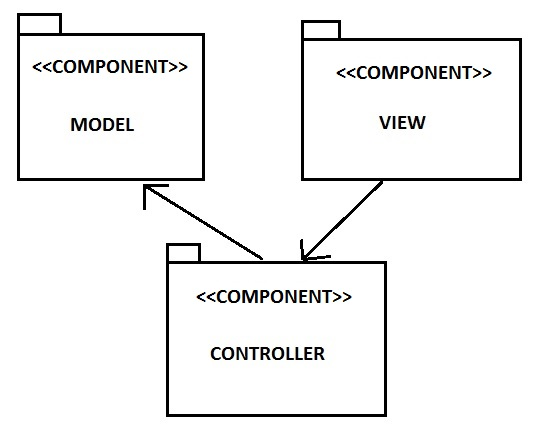 <<COMPONENT>>
MODEL
<<COMPONENT>>
VIEW
<<COMPONENT>>
CONTROLLER